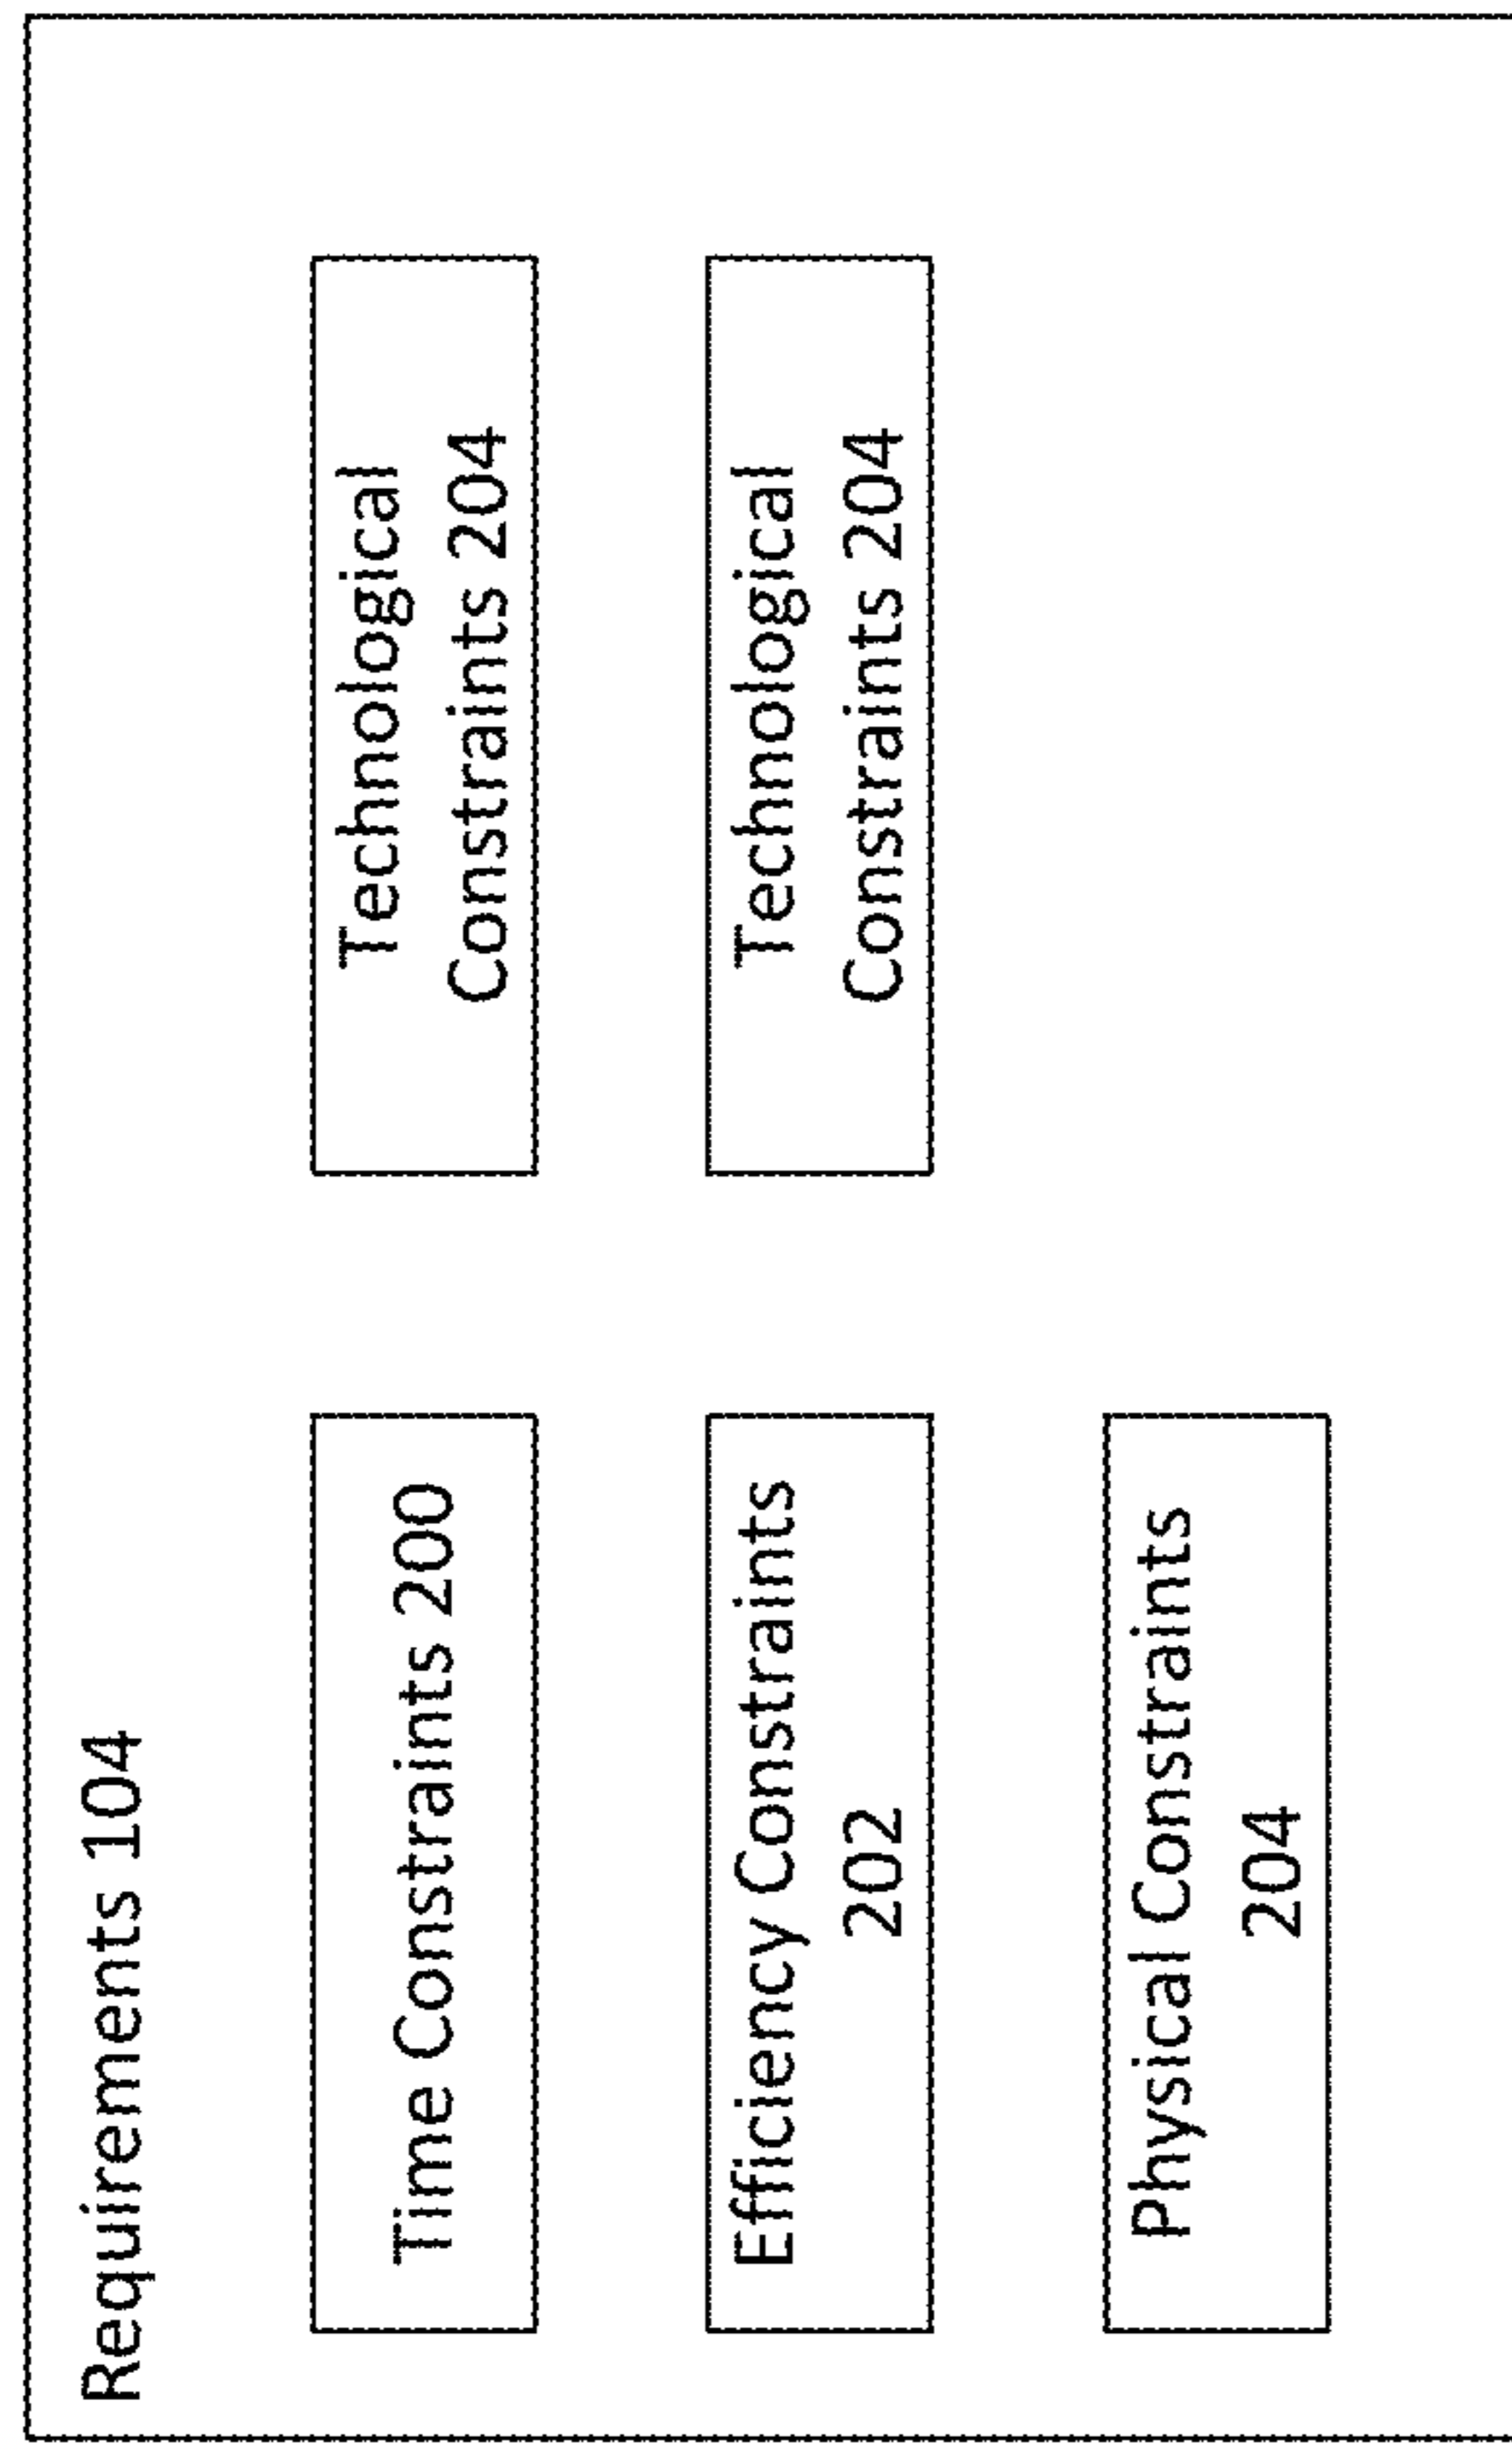 Requirements 104
Time Constraints 200
Technological
Constraints 204
Efficiency Constraints
202
Technological
Constraints 204
Physical Constraints
204